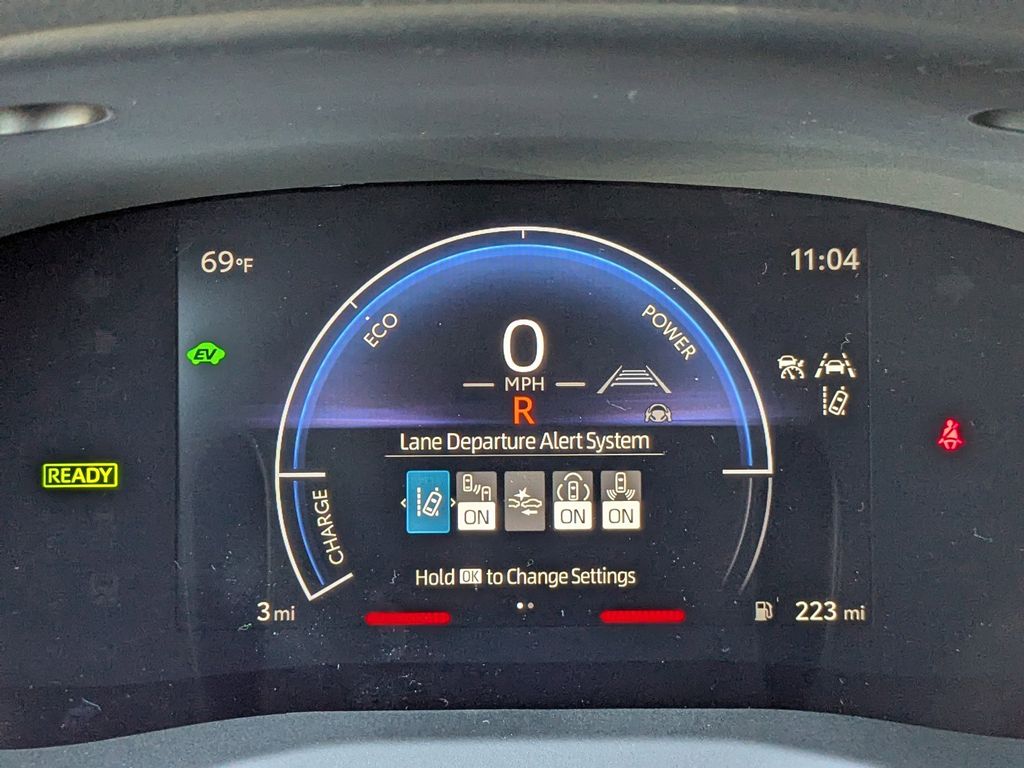 69°F
11:04
ECO
POWER
0
MPH
EV
R
Lane Departure Alert System
READY
ON
ON
ON
CHARGE
Hold OK to Change Settings
3 mi
223 mi